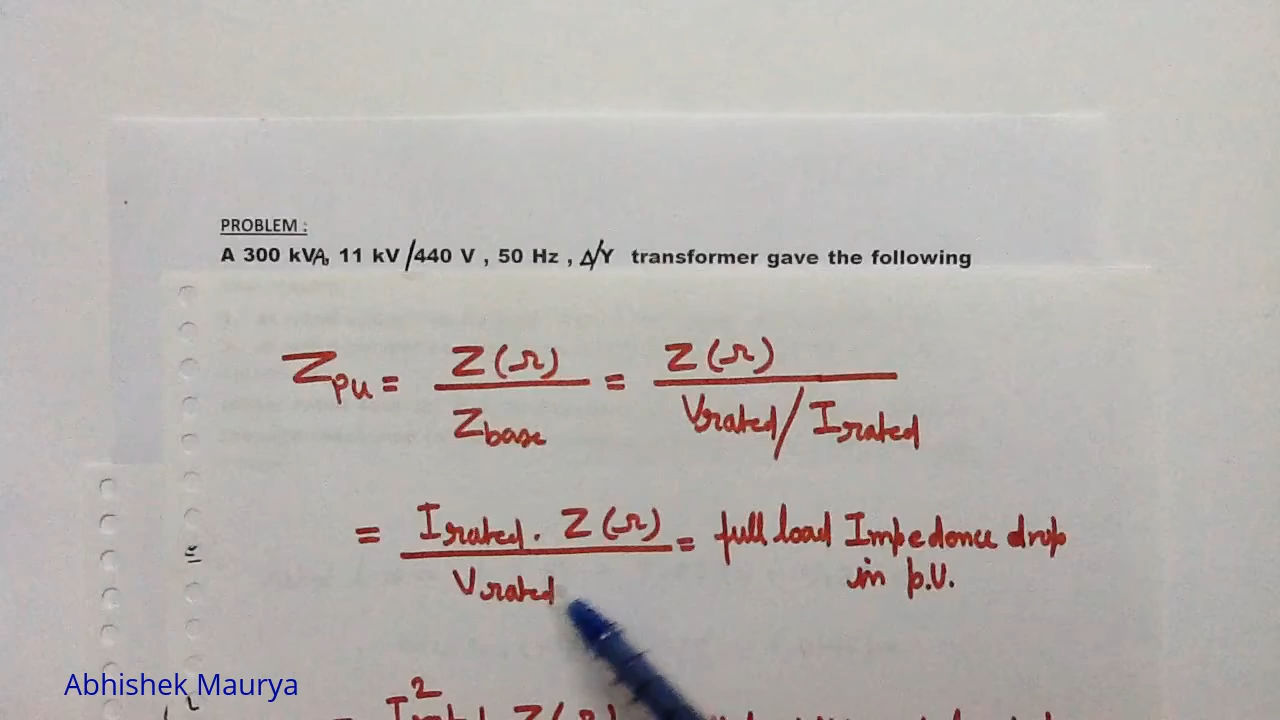 PROBLEM :
A 300 kVA, 11 kV/440 V , 50 Hz , Δ/Y transformer gave the following
Zpu = Z(Ω) / Zbase = Z(Ω) / Vrated/Irated
= Irated . Z(Ω) / Vrated = full load Impedance drop
in p.U.
Abhishek Maurya